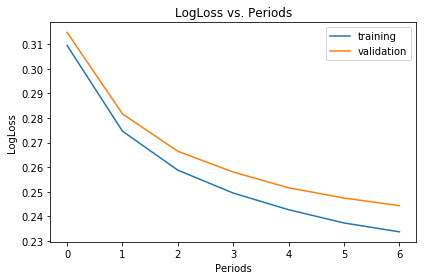 LogLoss vs. Periods
training
validation
0.31
0.30
0.29
0.28
0.27
0.26
0.25
0.24
0.23
LogLoss
0 1 2 3 4 5 6
Periods